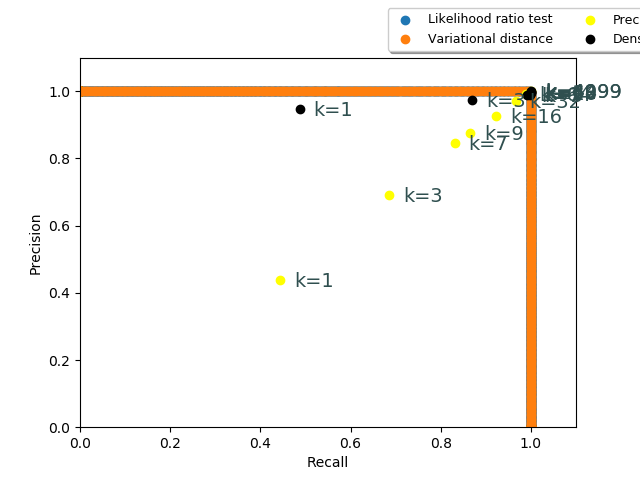 Likelihood ratio test
Variational distance
Prec
Dens
Precision
1.0
0.8
0.6
0.4
0.2
0.0
k=1
k=3
k=32
k=16
k=9
k=7
k=3
k=1
0.0
0.2
0.4
0.6
0.8
1.0
Recall